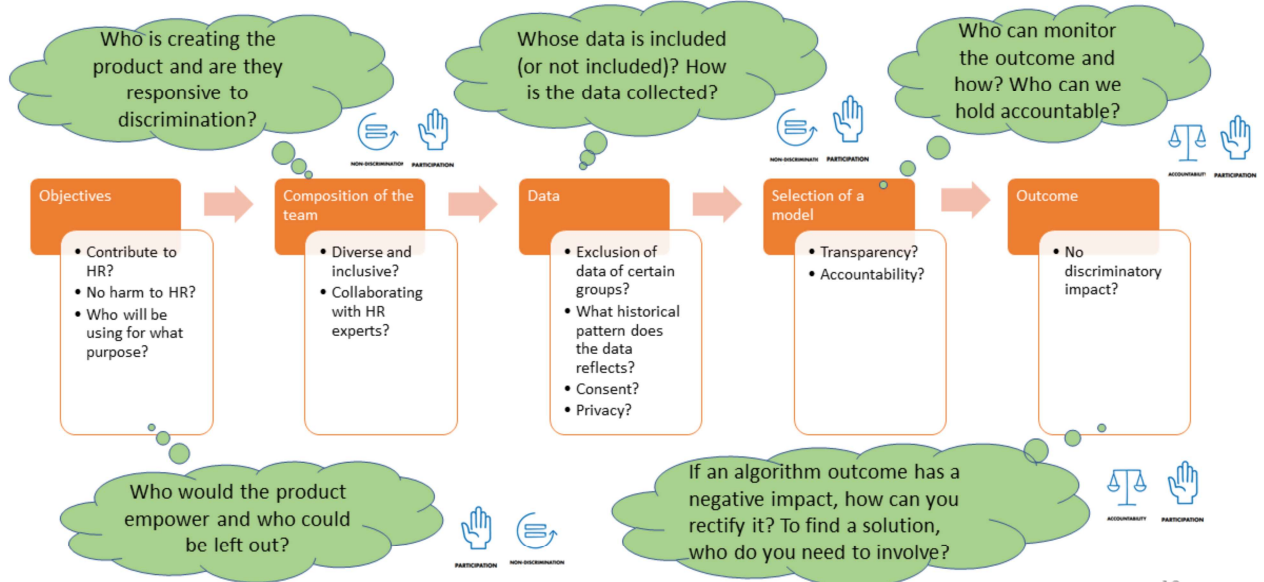 Who is creating the
product and are they
responsive to
discrimination?
NON-DISCRIMINATION
PARTICIPATION
Whose data is included
(or not included)? How
is the data collected?
NON-DISCRIMINATI
PARTICIPATION
Who can monitor
the outcome and
how? Who can we
hold accountable?
ACCOUNTABILIT
PARTICIPATION
Objectives
• Contribute to
HR?
• No harm to HR?
• Who will be
using for what
purpose?
Composition of the
team
• Diverse and
inclusive?
• Collaborating
with HR
experts?
Data
• Exclusion of
data of certain
groups?
• What historical
pattern does
the data
reflects?
• Consent?
• Privacy?
Selection of a
model
• Transparency?
• Accountability?
Outcome
• No
discriminatory
impact?
Who would the product
empower and who could
be left out?
PARTICIPATION
NON-DISCRIMINATION
If an algorithm outcome has a
negative impact, how can you
rectify it? To find a solution,
who do you need to involve?
ACCOUNTABILITY
PARTICIPATION